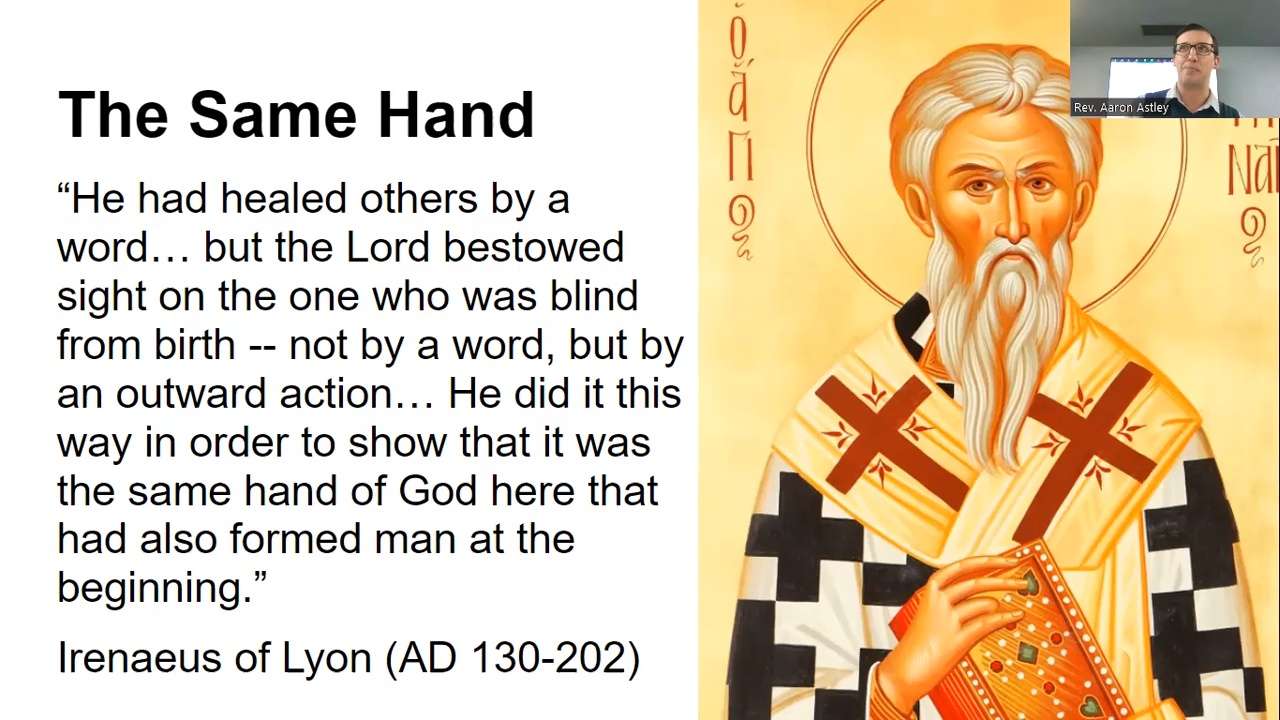 The Same Hand
“He had healed others by a
word… but the Lord bestowed
sight on the one who was blind
from birth -- not by a word, but by
an outward action… He did it this
way in order to show that it was
the same hand of God here that
had also formed man at the
beginning.”
Irenaeus of Lyon (AD 130-202)
Rev. Aaron Astley